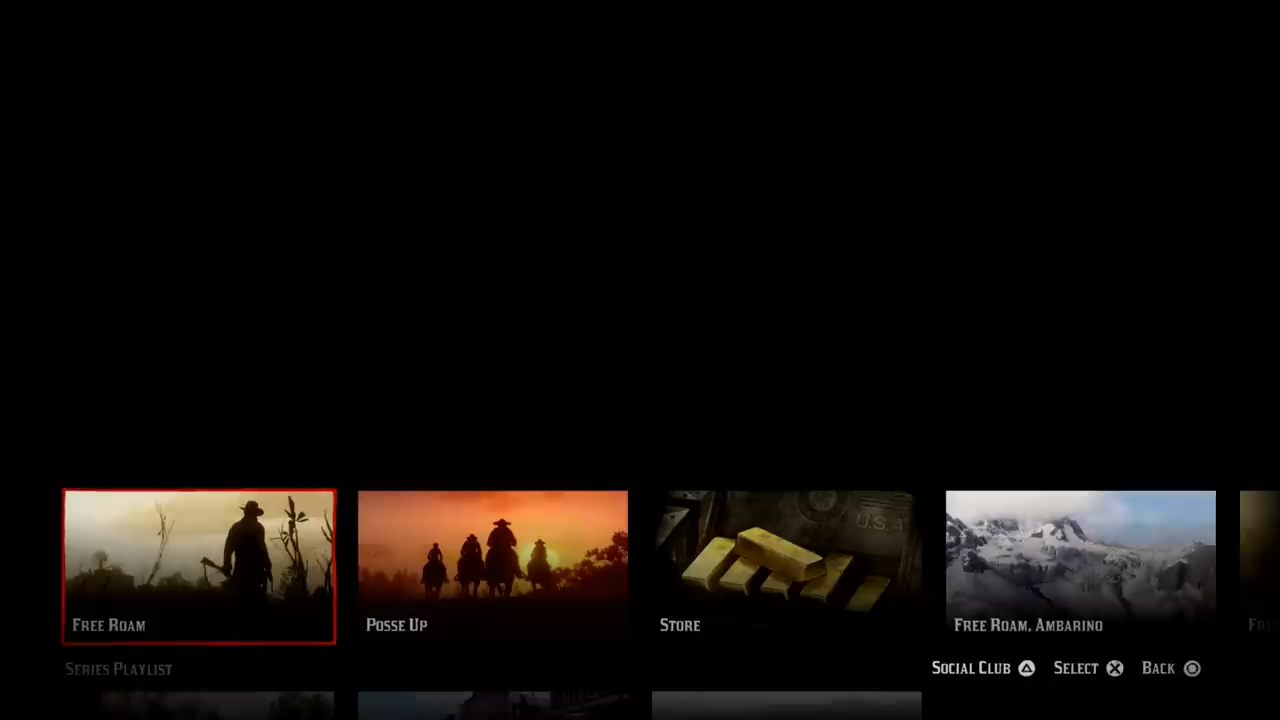 U.S.A
FREE ROAM
POSSE UP
STORE
FREE ROAM, AMBARINO
SERIES PLAYLIST
SOCIAL CLUB
SELECT
BACK